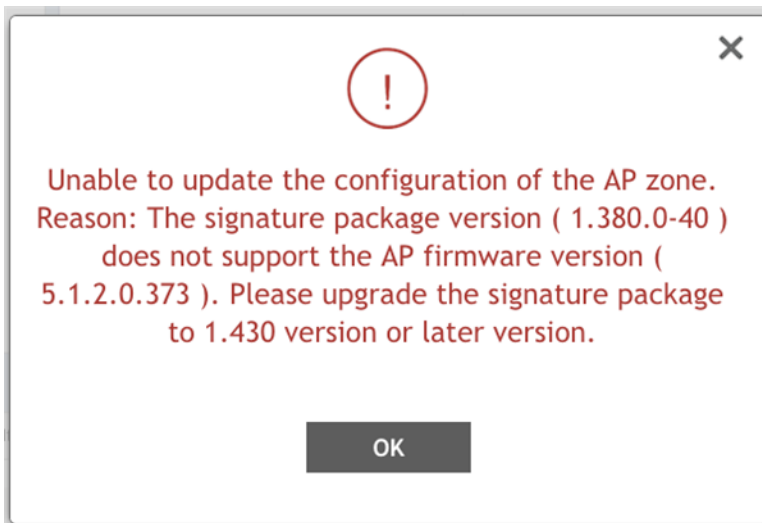 !
Unable to update the configuration of the AP zone.
Reason: The signature package version ( 1.380.0-40 )
does not support the AP firmware version (
5.1.2.0.373 ). Please upgrade the signature package
to 1.430 version or later version.
OK